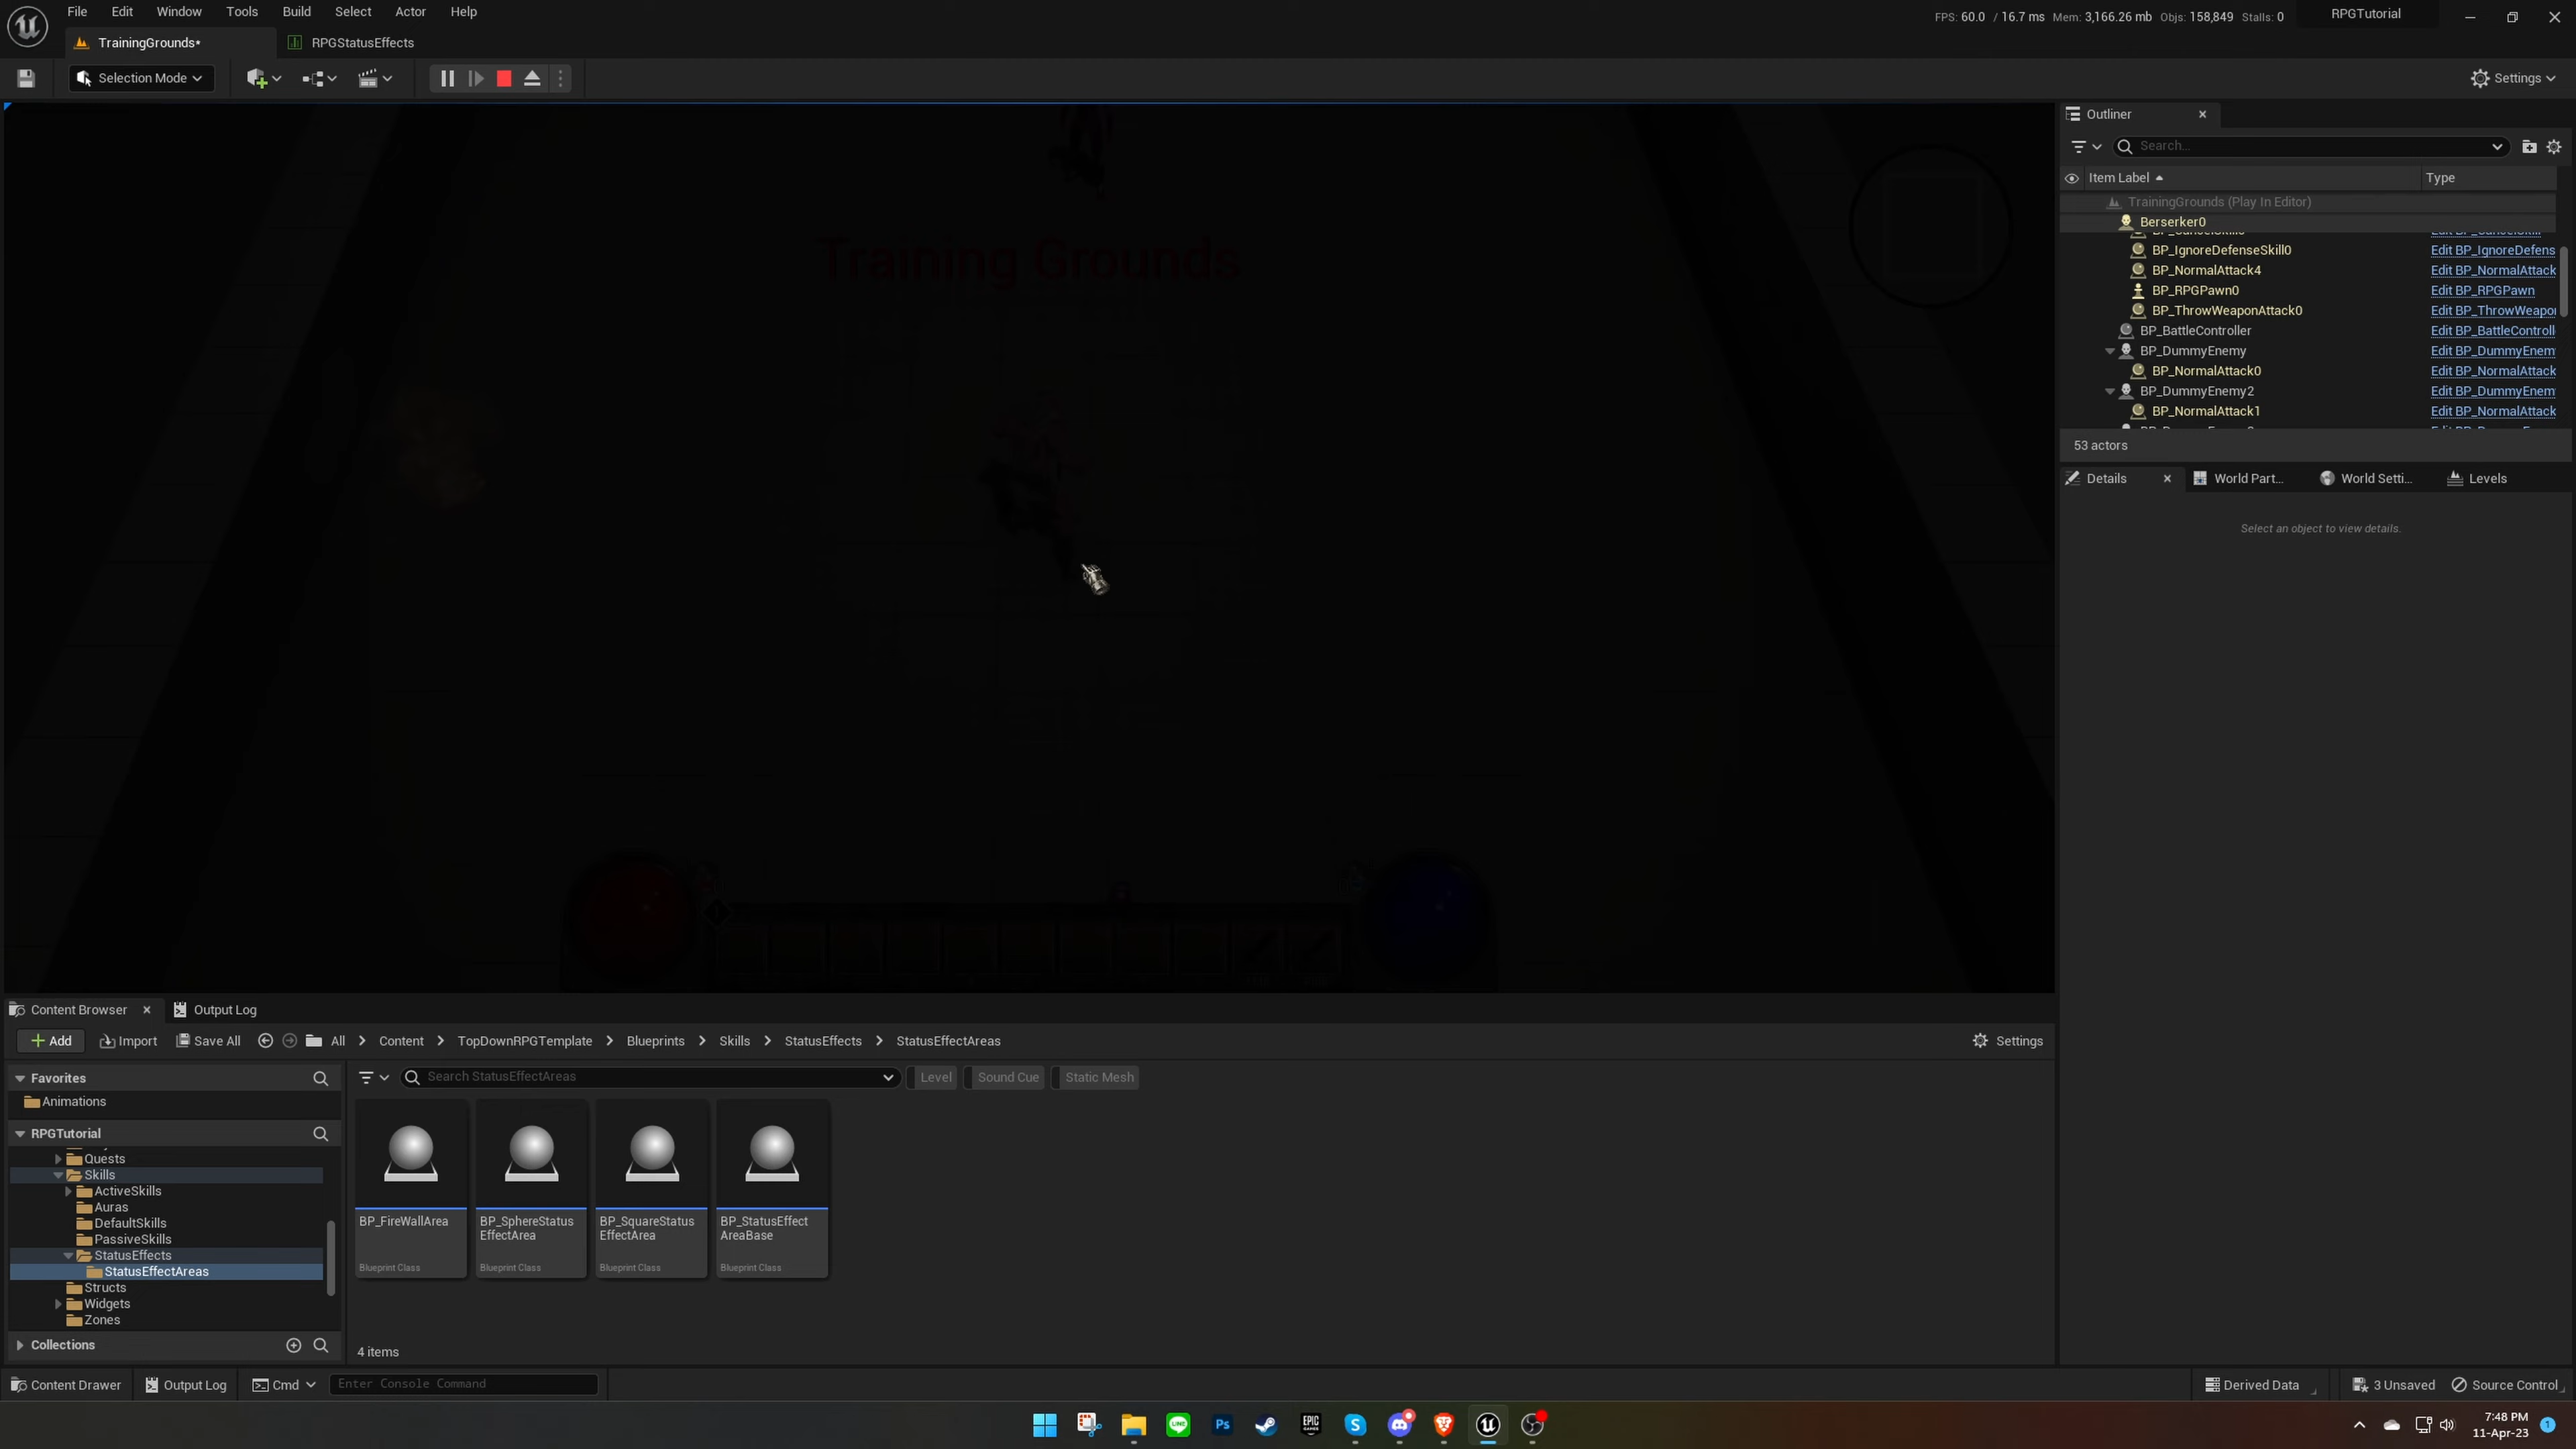 File Edit Window Tools Build Select Actor Help
FPS: 60.0 / 16.7 ms Mem: 3,166.26 mb Objs: 158,849 Stalls: 0 RPGTutorial
TrainingGrounds* RPGStatusEffects
Selection Mode Settings
Training Grounds
Outliner
Search...
Item Label Type
TrainingGrounds (Play In Editor)
Berserker0
BP_IgnoreDefenseSkill0 Edit BP_IgnoreDefens
BP_NormalAttack4 Edit BP_NormalAttack
BP_RPGPawn0 Edit BP_RPGPawn
BP_ThrowWeaponAttack0 Edit BP_ThrowWeapon
BP_BattleController Edit BP_BattleControll
BP_DummyEnemy Edit BP_DummyEnem
BP_NormalAttack0 Edit BP_NormalAttack
BP_DummyEnemy2 Edit BP_DummyEnem
BP_NormalAttack1 Edit BP_NormalAttack
53 actors
Details World Part... World Setti... Levels
Select an object to view details.
Content Browser Output Log
Add Import Save All All Content TopDownRPGTemplate Blueprints Skills StatusEffects StatusEffectAreas Settings
Favorites
Animations
RPGTutorial
Quests
Skills
ActiveSkills
Auras
DefaultSkills
PassiveSkills
StatusEffects
StatusEffectAreas
Structs
Widgets
Zones
Collections
Search StatusEffectAreas Level Sound Cue Static Mesh
BP_FireWallArea
Blueprint Class
BP_SphereStatus
EffectArea
Blueprint Class
BP_SquareStatus
EffectArea
Blueprint Class
BP_StatusEffect
AreaBase
Blueprint Class
4 items
Content Drawer Output Log Cmd Enter Console Command Derived Data 3 Unsaved Source Control
LINE Ps EPIC GAMES S
7:48 PM
11-Apr-23
1